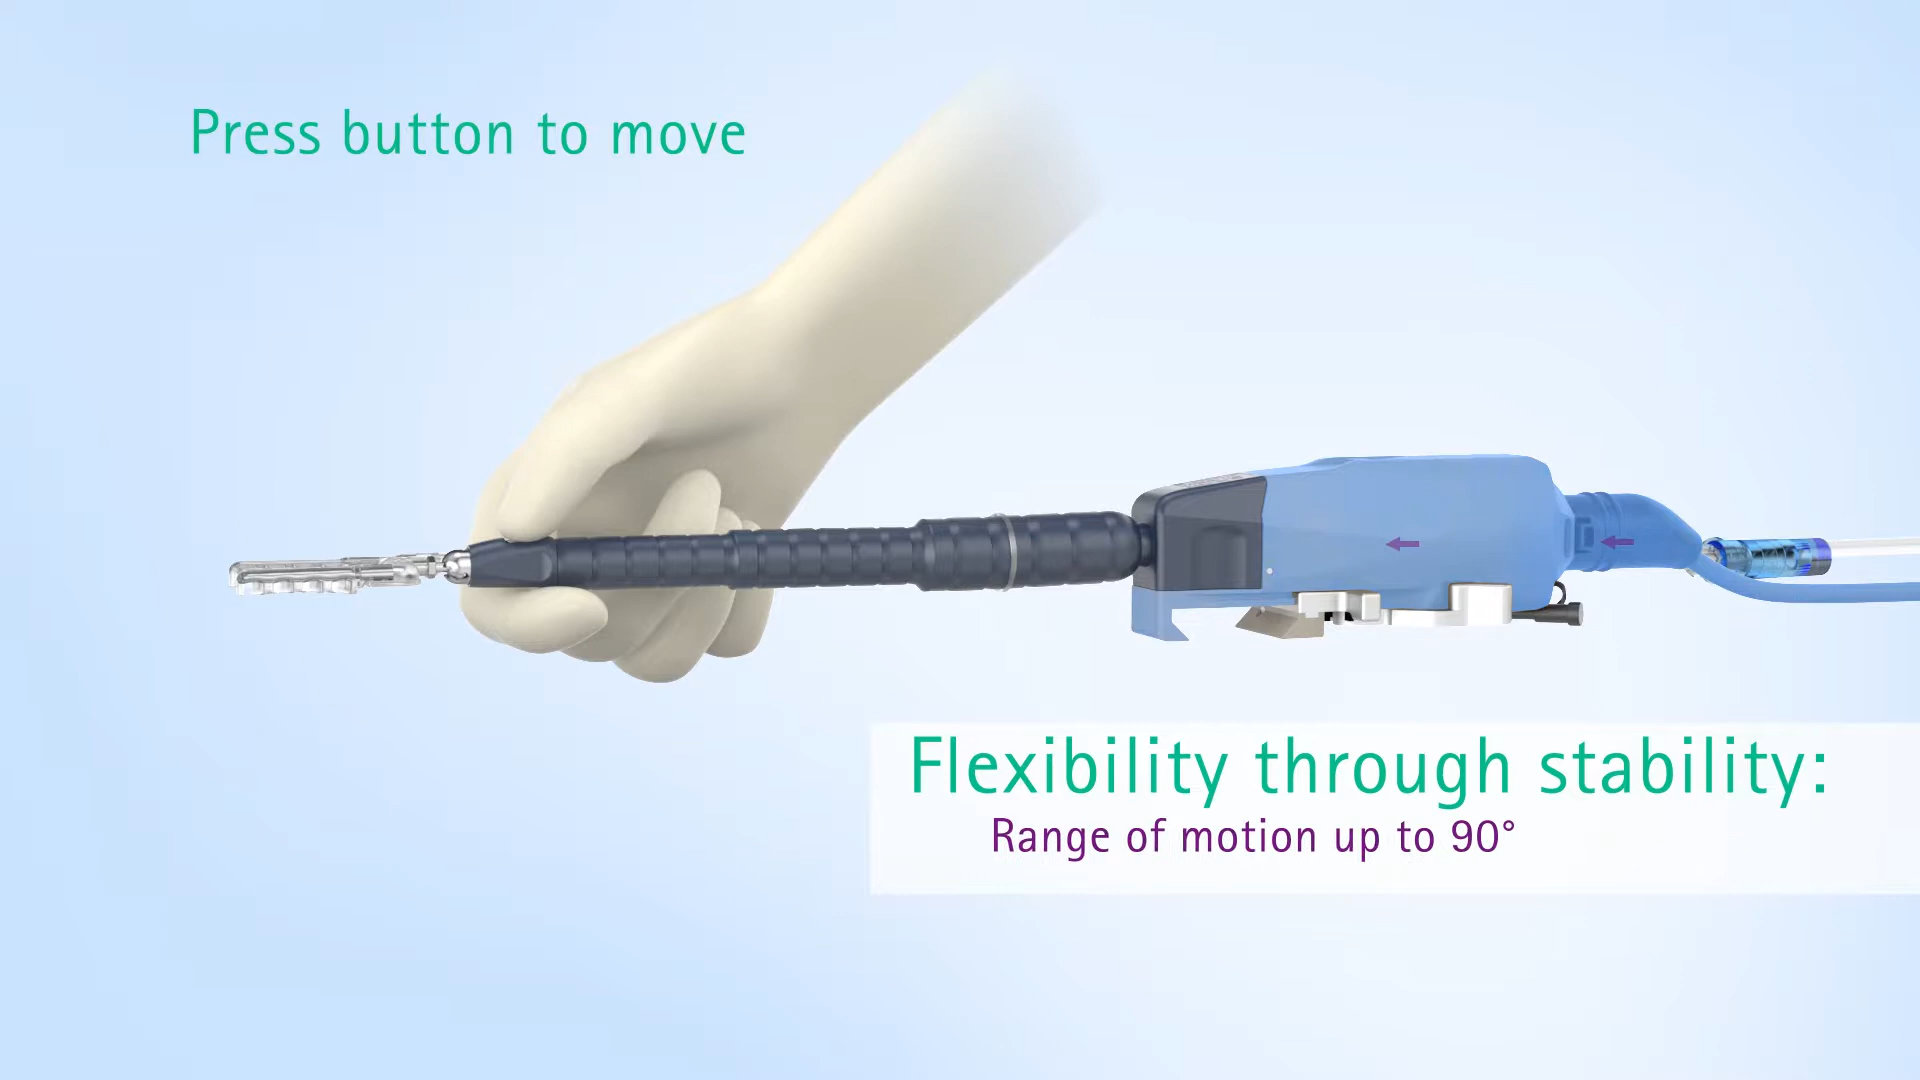 Press button to move
Flexibility through stability:
Range of motion up to 90°